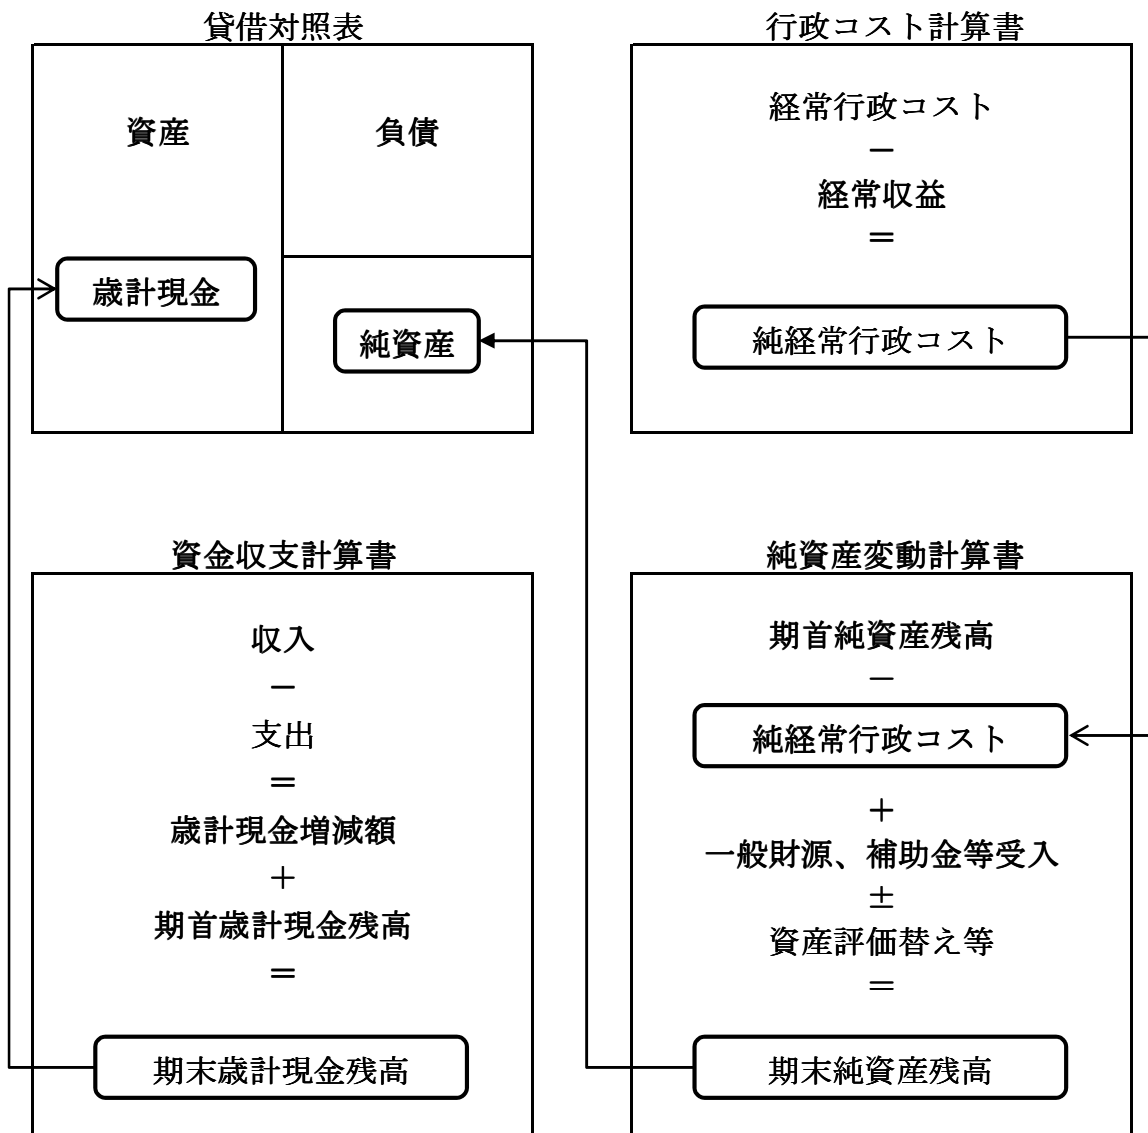 貸借対照表
資産
負債
歳計現金
純資産
行政コスト計算書
経常行政コスト
－
経常収益
＝
純経常行政コスト
資金収支計算書
収入
－
支出
＝
歳計現金増減額
＋
期首歳計現金残高
＝
期末歳計現金残高
純資産変動計算書
期首純資産残高
－
純経常行政コスト
＋
一般財源、補助金等受入
±
資産評価替え等
＝
期末純資産残高